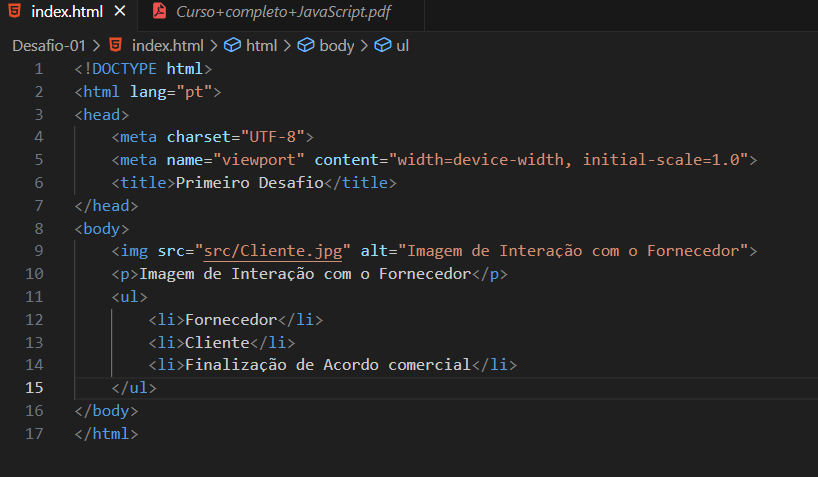 index.html × Curso+completo+JavaScript.pdf
Desafio-01 > index.html > html > body > ul
1 <!DOCTYPE html>
2 <html lang="pt">
3 <head>
4 <meta charset="UTF-8">
5 <meta name="viewport" content="width=device-width, initial-scale=1.0">
6 <title>Primeiro Desafio</title>
7 </head>
8 <body>
9 <img src="src/Cliente.jpg" alt="Imagem de Interação com o Fornecedor">
10 <p>Imagem de Interação com o Fornecedor</p>
11 <ul>
12 <li>Fornecedor</li>
13 <li>Cliente</li>
14 <li>Finalização de Acordo comercial</li>
15 </ul>
16 </body>
17 </html>